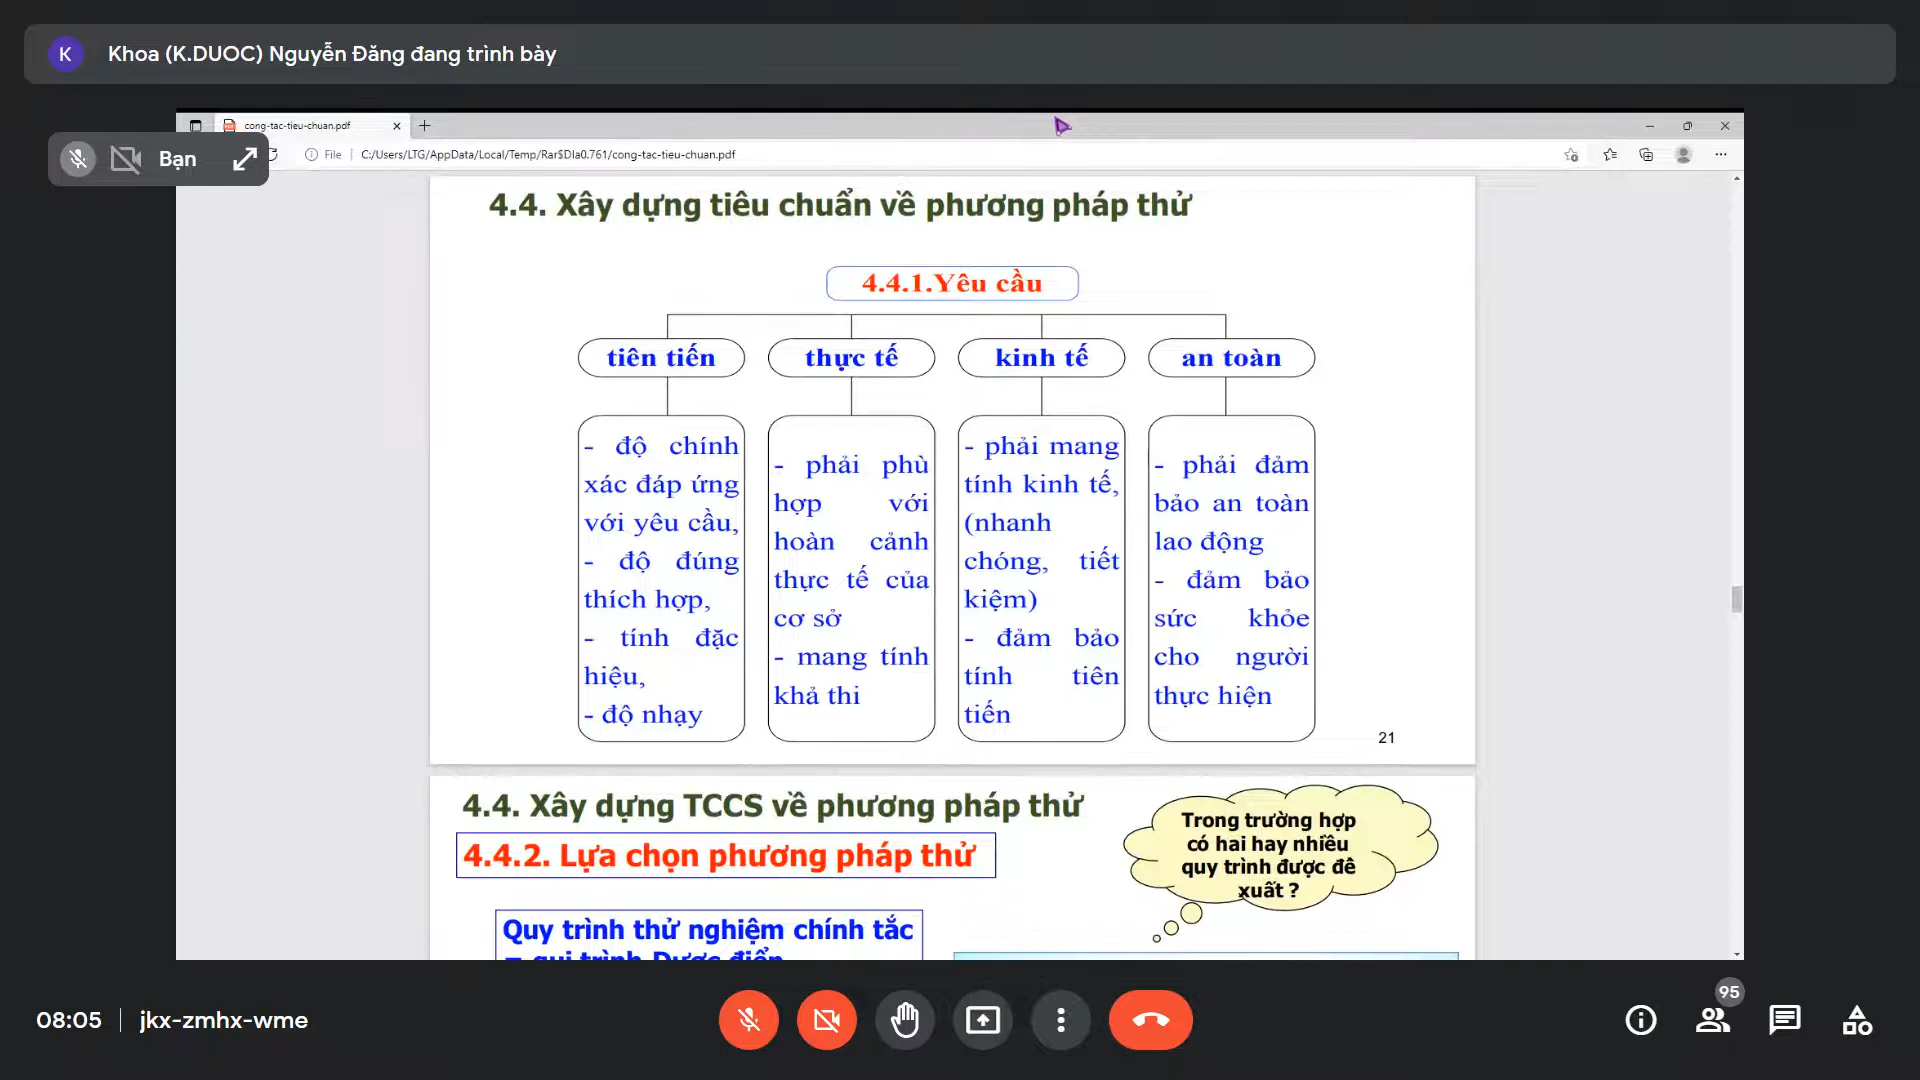 K Khoa (K.DUOC) Nguyễn Đăng đang trình bày
cong-tac-tieu-chuan.pdf
Bạn
File C:/Users/LTG/AppData/Local/Temp/Rar$DIa0.761/cong-tac-tieu-chuan.pdf
4.4. Xây dựng tiêu chuẩn về phương pháp thử
4.4.1.Yêu cầu
tiên tiến
thực tế
kinh tế
an toàn
- độ chính
xác đáp ứng
với yêu cầu,
- độ đúng
thích hợp,
- tính đặc
hiệu,
- độ nhạy
- phải phù
hợp với
hoàn cảnh
thực tế của
cơ sở
- mang tính
khả thi
- phải mang
tính kinh tế,
(nhanh
chóng, tiết
kiệm)
- đảm bảo
tính tiên
tiến
- phải đảm
bảo an toàn
lao động
- đảm bảo
sức khỏe
cho người
thực hiện
21
4.4. Xây dựng TCCS về phương pháp thử
4.4.2. Lựa chọn phương pháp thử
Trong trường hợp
có hai hay nhiều
quy trình được đề
xuất ?
Quy trình thử nghiệm chính tắc
= qui trình Dược điển
08:05 jkx-zmhx-wme
95